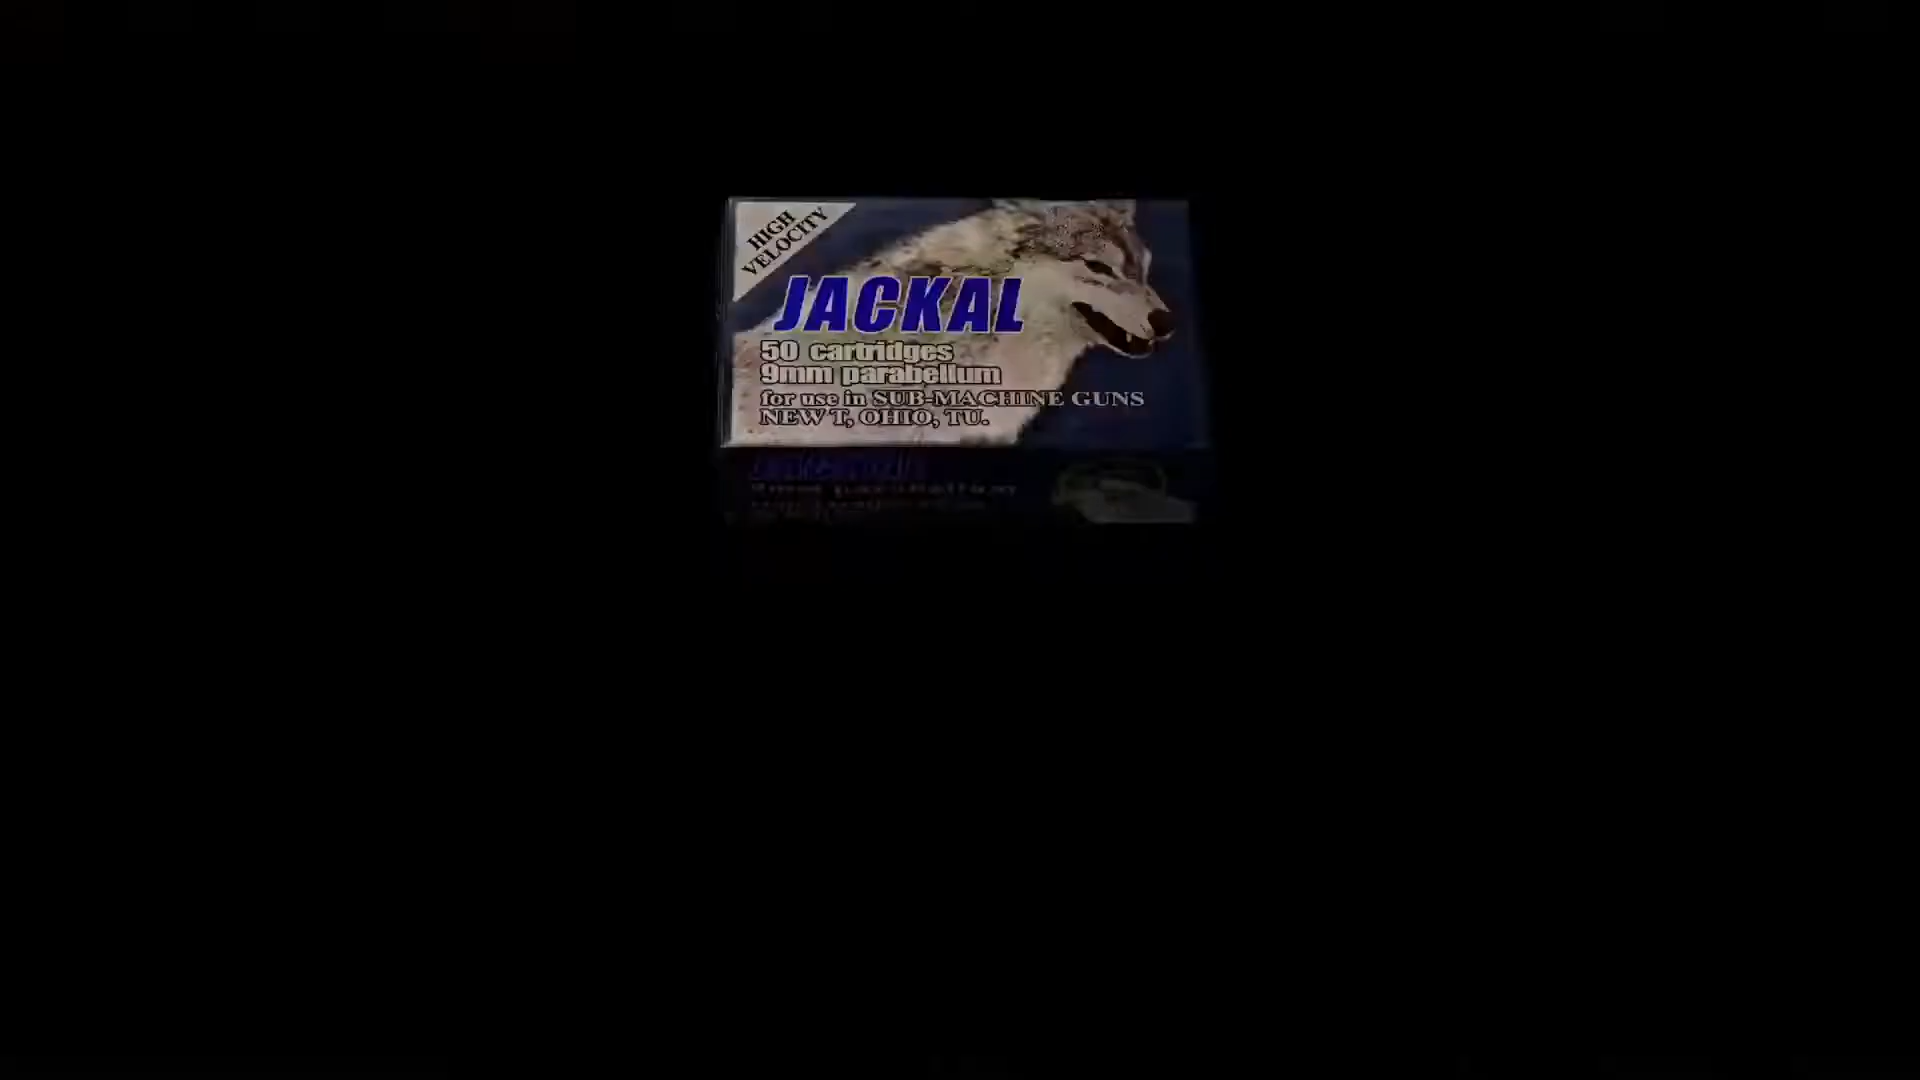 HIGH
VELOCITY
JACKAL
50 cartridges
9mm parabellum
for use in SUB-MACHINE GUNS
NEW T, OHIO, TU.